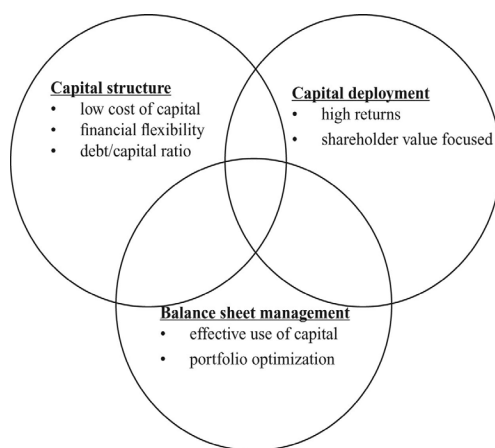 Capital structure
• low cost of capital
• financial flexibility
• debt/capital ratio
Capital deployment
• high returns
• shareholder value focused
Balance sheet management
• effective use of capital
• portfolio optimization